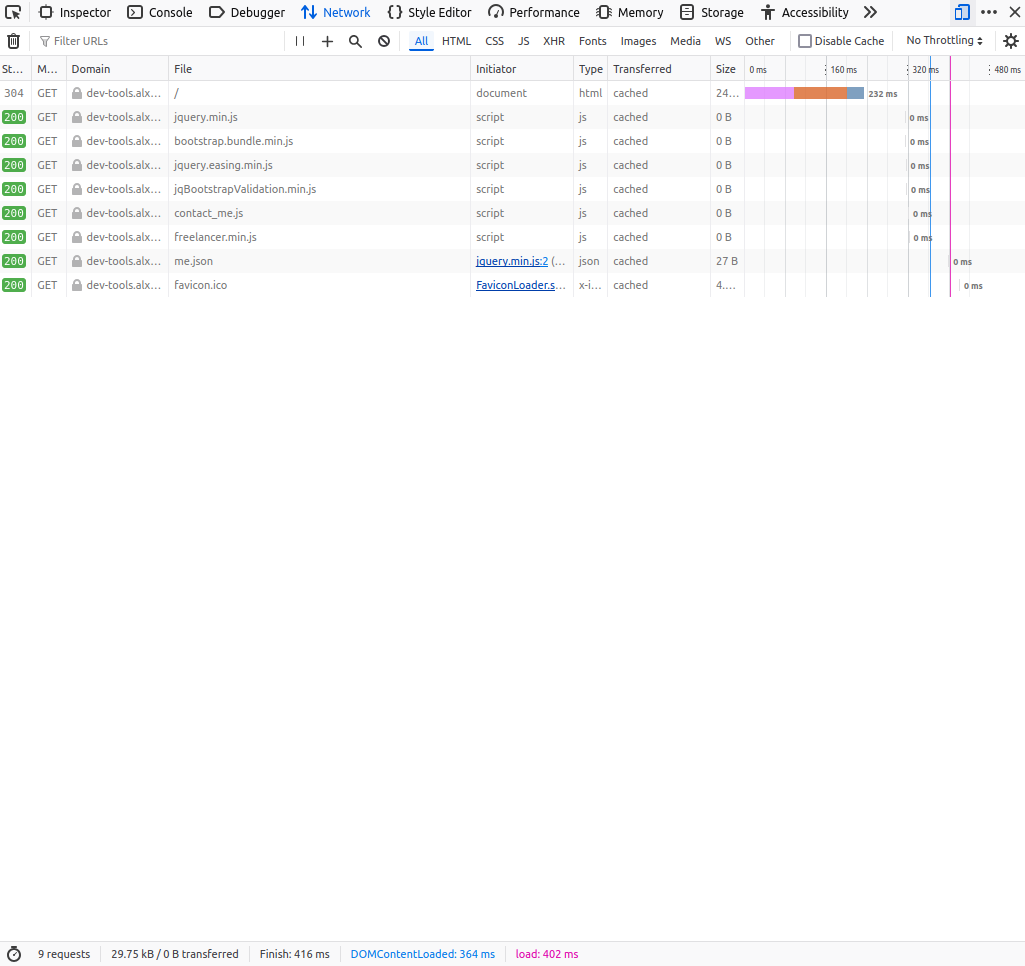 Inspector Console Debugger Network Style Editor Performance Memory Storage Accessibility
Filter URLs All HTML CSS JS XHR Fonts Images Media WS Other Disable Cache No Throttling
St... M... Domain File Initiator Type Transferred Size 0 ms 160 ms 320 ms 480 ms
304 GET dev-tools.alx... / document html cached 24... 232 ms
200 GET dev-tools.alx... jquery.min.js script js cached 0 B 0 ms
200 GET dev-tools.alx... bootstrap.bundle.min.js script js cached 0 B 0 ms
200 GET dev-tools.alx... jquery.easing.min.js script js cached 0 B 0 ms
200 GET dev-tools.alx... jqBootstrapValidation.min.js script js cached 0 B 0 ms
200 GET dev-tools.alx... contact_me.js script js cached 0 B 0 ms
200 GET dev-tools.alx... freelancer.min.js script js cached 0 B 0 ms
200 GET dev-tools.alx... me.json jquery.min.js:2 (... json cached 27 B 0 ms
200 GET dev-tools.alx... favicon.ico FaviconLoader.s... x-i... cached 4.... 0 ms
9 requests 29.75 kB / 0 B transferred Finish: 416 ms DOMContentLoaded: 364 ms load: 402 ms